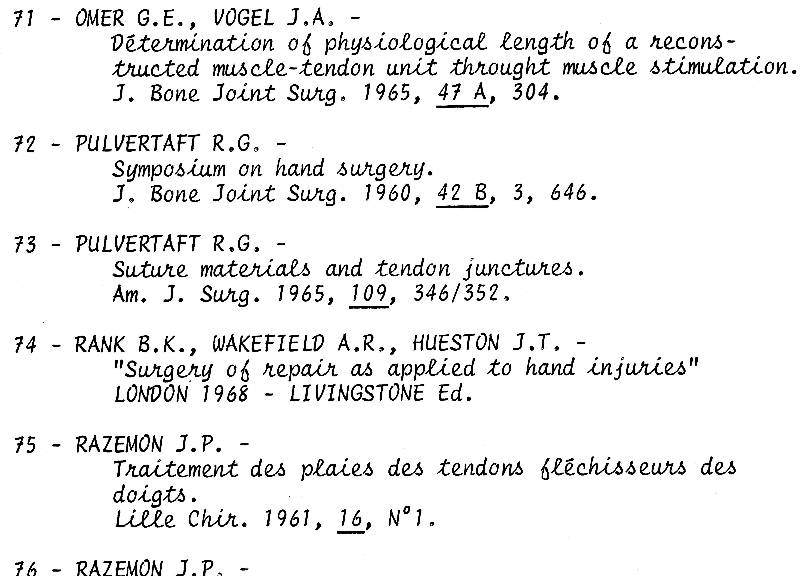 71 - OMER G.E., VOGEL J.A. -
Détermination of physiological length of a recons-
tructed muscle-tendon unit throught muscle stimulation.
J. Bone Joint Surg. 1965, 47 A, 304.
72 - PULVERTAFT R.G. -
Symposium on hand surgery.
J. Bone Joint Surg. 1960, 42 B, 3, 646.
73 - PULVERTAFT R.G. -
Suture materials and tendon junctures.
Am. J. Surg. 1965, 109, 346/352.
74 - RANK B.K., WAKEFIELD A.R., HUESTON J.T. -
"Surgery of repair as applied to hand injuries"
LONDON 1968 - LIVINGSTONE Ed.
75 - RAZEMON J.P. -
Traitement des plaies des tendons fléchisseurs des
doigts.
Lille Chir. 1961, 16, N°1.
76 - RAZEMON J.P. -